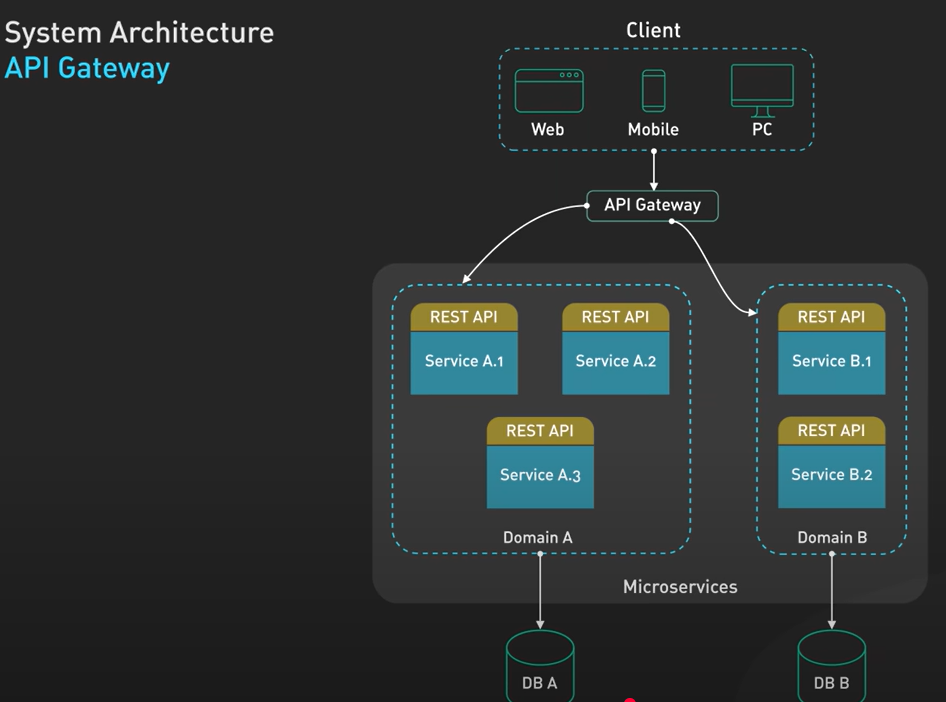 System Architecture
API Gateway
Client
Web
Mobile
PC
API Gateway
REST API
Service A.1
REST API
Service A.2
REST API
Service A.3
Domain A
REST API
Service B.1
REST API
Service B.2
Domain B
Microservices
DB A
DB B